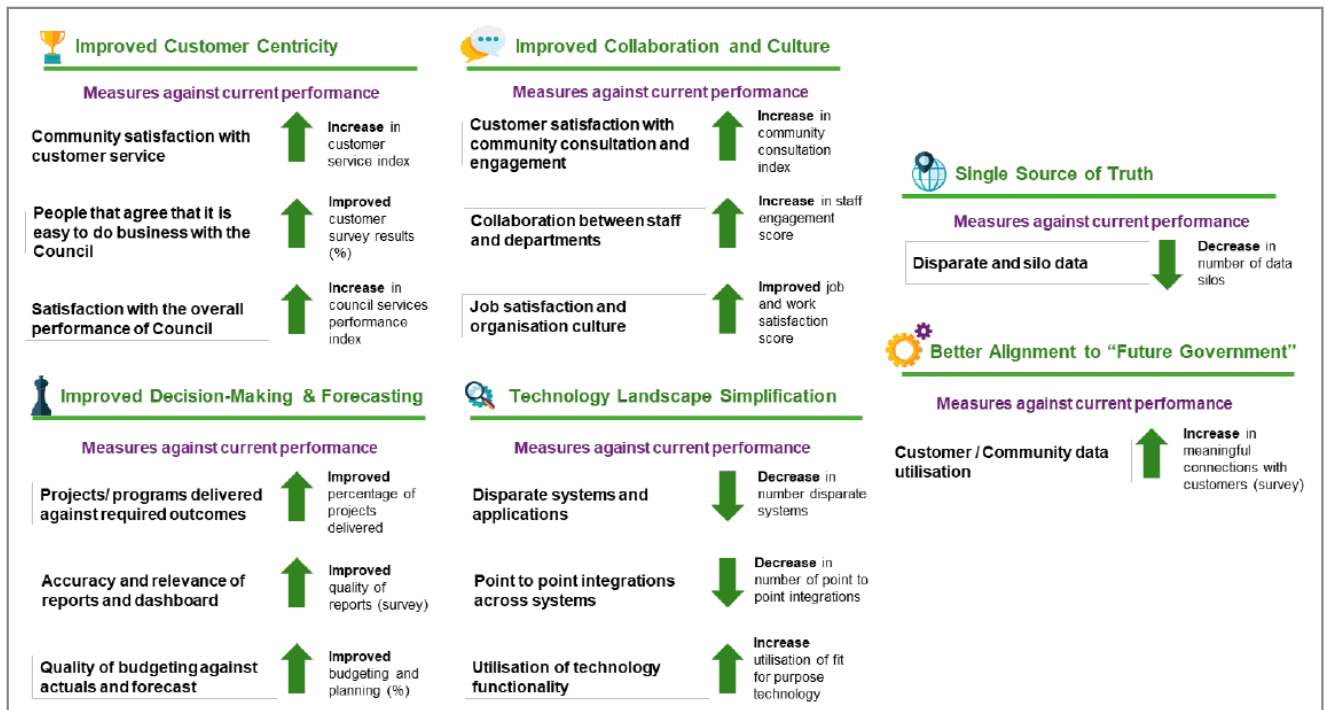 Improved Customer Centricity
Measures against current performance
Community satisfaction with
customer service
Increase in
customer
service index
People that agree that it is
easy to do business with the
Council
Improved
customer
survey results
(%)
Satisfaction with the overall
performance of Council
Increase in
council services
performance
index
Improved Collaboration and Culture
Measures against current performance
Customer satisfaction with
community consultation and
engagement
Increase in
community
consultation
index
Collaboration between staff
and departments
Increase in staff
engagement
score
Job satisfaction and
organisation culture
Improved job
and work
satisfaction
score
Single Source of Truth
Measures against current performance
Disparate and silo data
Decrease in
number of data
silos
Better Alignment to “Future Government”
Measures against current performance
Customer / Community data
utilisation
Increase in
meaningful
connections with
customers (survey)
Improved Decision-Making & Forecasting
Measures against current performance
Projects/ programs delivered
against required outcomes
Improved
percentage of
projects
delivered
Accuracy and relevance of
reports and dashboard
Improved
quality of
reports (survey)
Quality of budgeting against
actuals and forecast
Improved
budgeting and
planning (%)
Technology Landscape Simplification
Measures against current performance
Disparate systems and
applications
Decrease in
number disparate
systems
Point to point integrations
across systems
Decrease in
number of point to
point integrations
Utilisation of technology
functionality
Increase
utilisation of fit
for purpose
technology